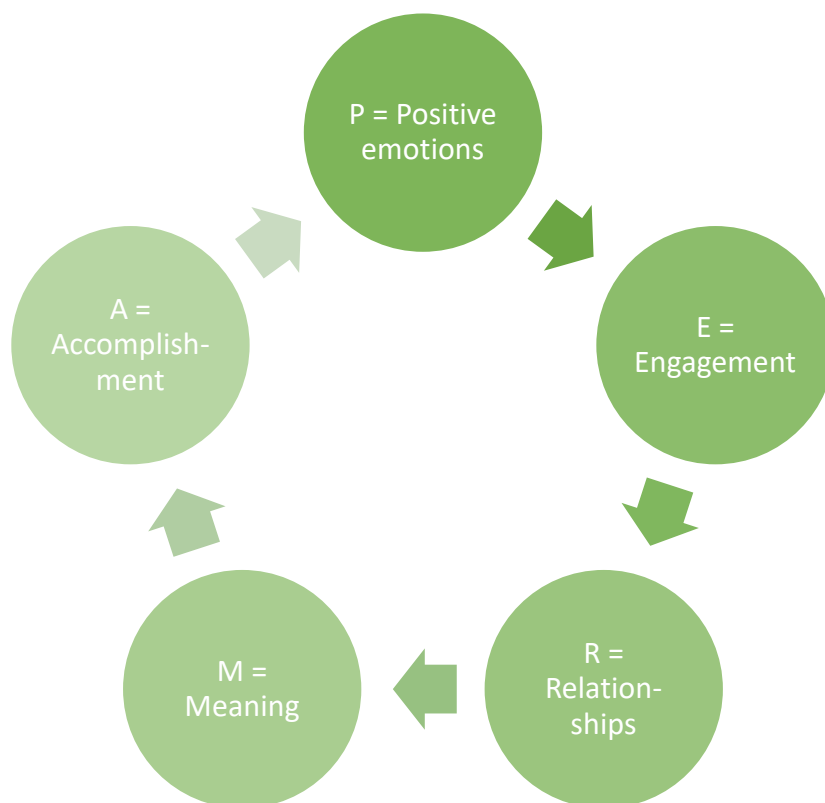 P = Positive
emotions
E =
Engagement
R =
Relation-
ships
M =
Meaning
A =
Accomplish-
ment